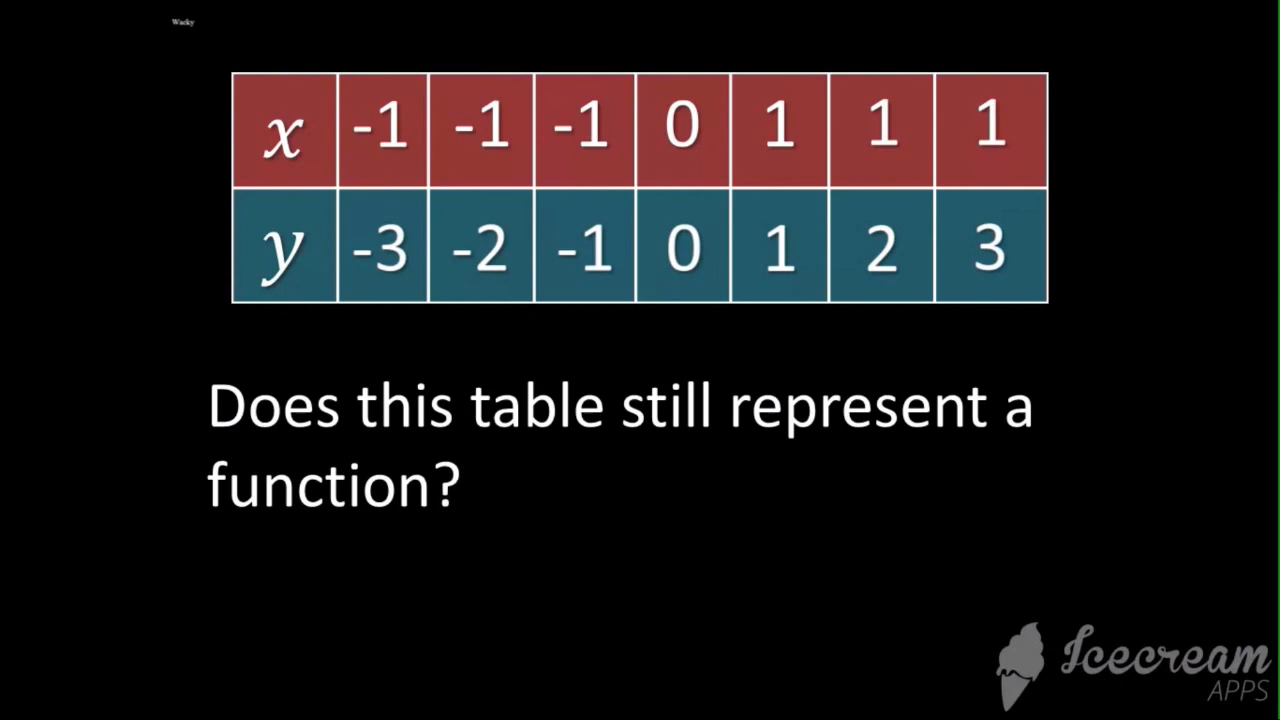 Wacky
x -1 -1 -1 0 1 1 1
y -3 -2 -1 0 1 2 3
Does this table still represent a
function?
Icecream
APPS